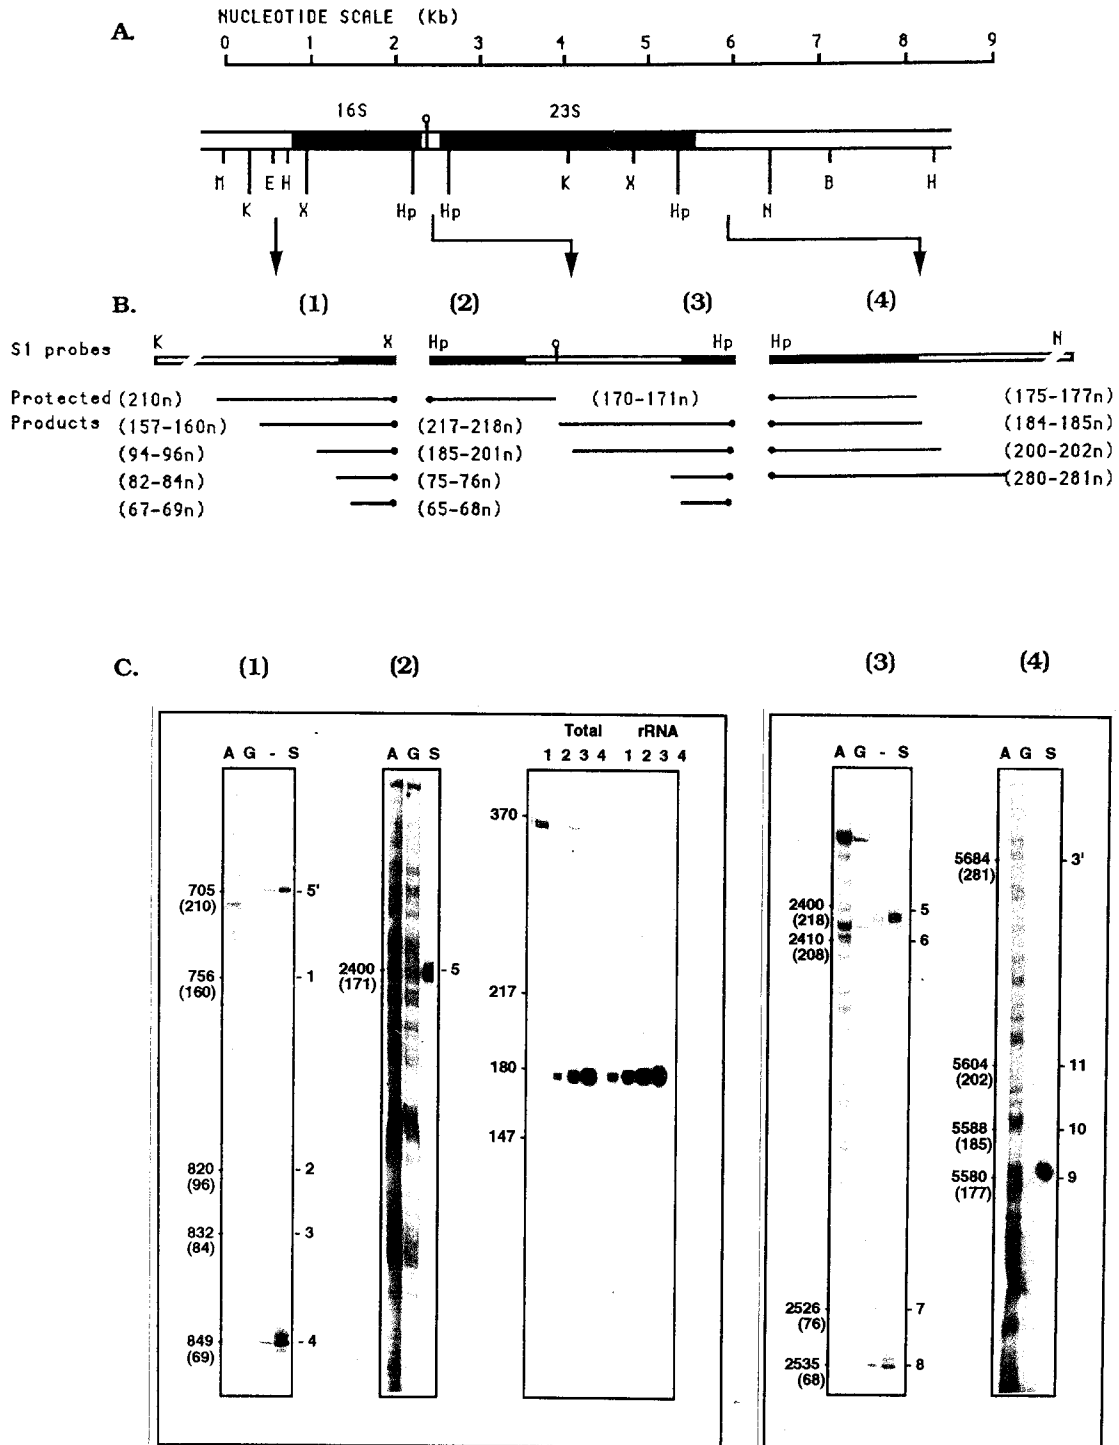 A.
NUCLEOTIDE SCALE (Kb)
0 1 2 3 4 5 6 7 8 9
16S 23S
M E H K X B H
K X Hp Hp Hp N
B. (1) (2) (3) (4)
S1 probes K X Hp Hp Hp N
Protected (210n) (170-171n) (175-177n)
Products (157-160n) (217-218n) (184-185n)
(94-96n) (185-201n) (200-202n)
(82-84n) (75-76n) (280-281n)
(67-69n) (65-68n)
C. (1) (2) (3) (4)
Total rRNA
1 2 3 4 1 2 3 4
A G - S
705
(210)
5'
756
(160)
1
820
(96)
2
832
(84)
3
849
(69)
4
A G S
2400
(171)
5
370
217
180
147
A G - S
2400
(218)
5
2410
(208)
6
2526
(76)
7
2535
(68)
8
A G S
5684
(281)
3'
5604
(202)
11
5588
(185)
10
5580
(177)
9